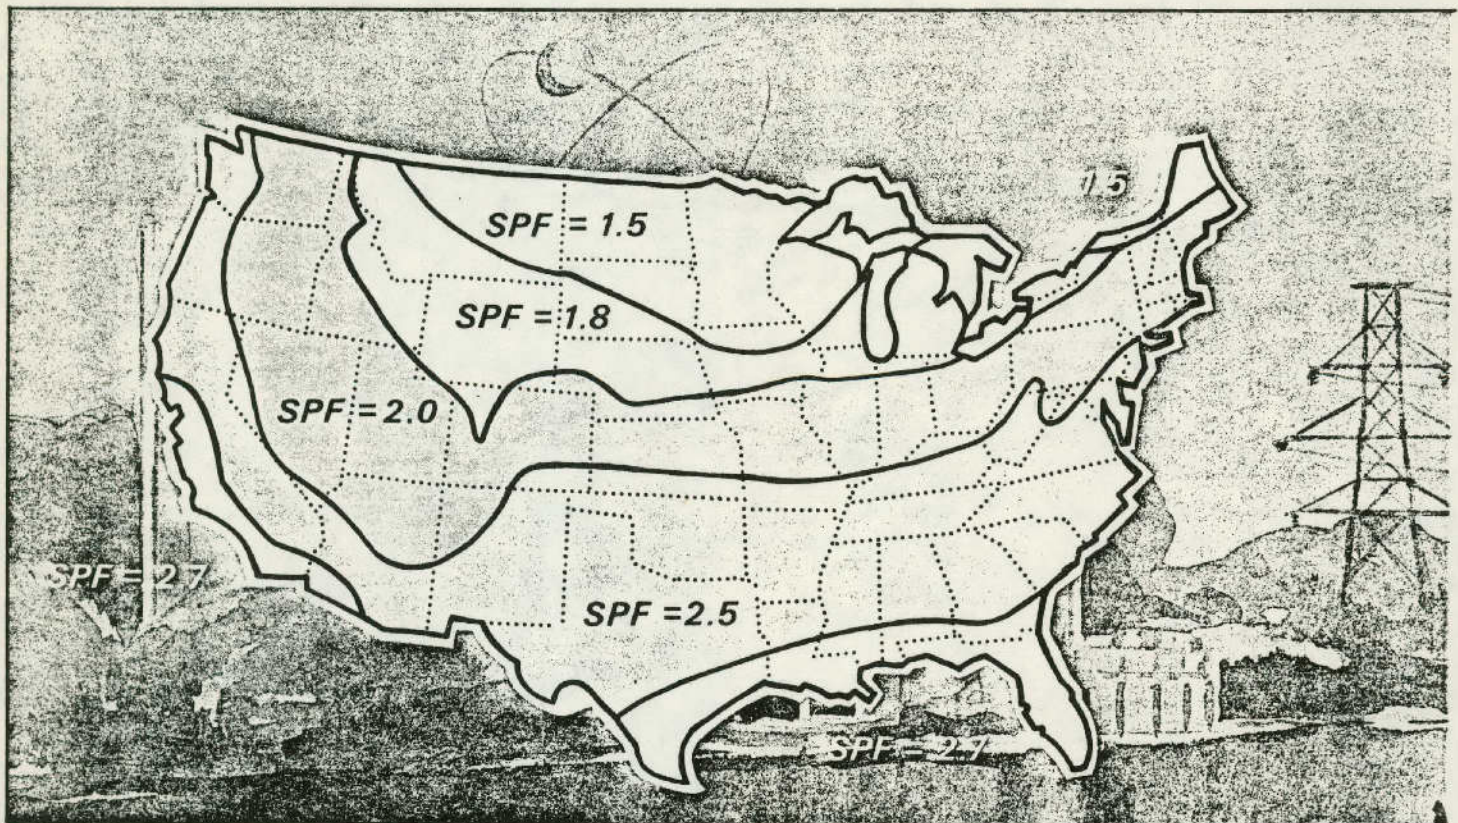 1.5
SPF = 1.5
SPF = 1.8
SPF = 2.0
SPF = 2.7
SPF = 2.5
SPF = 2.7